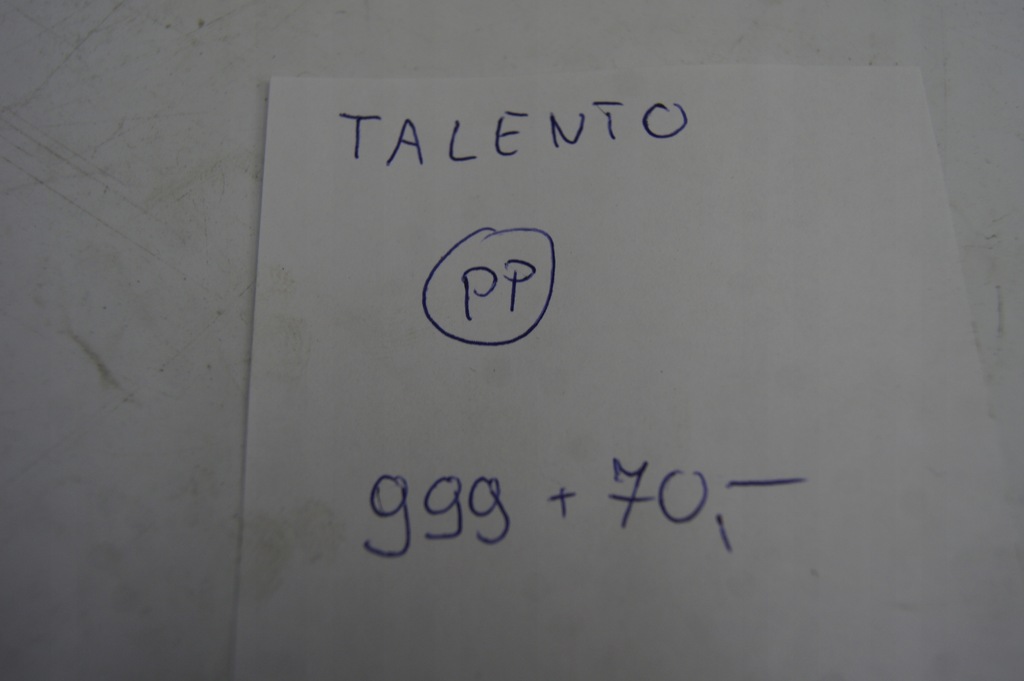 TALENTO
PP
999 + 70,—